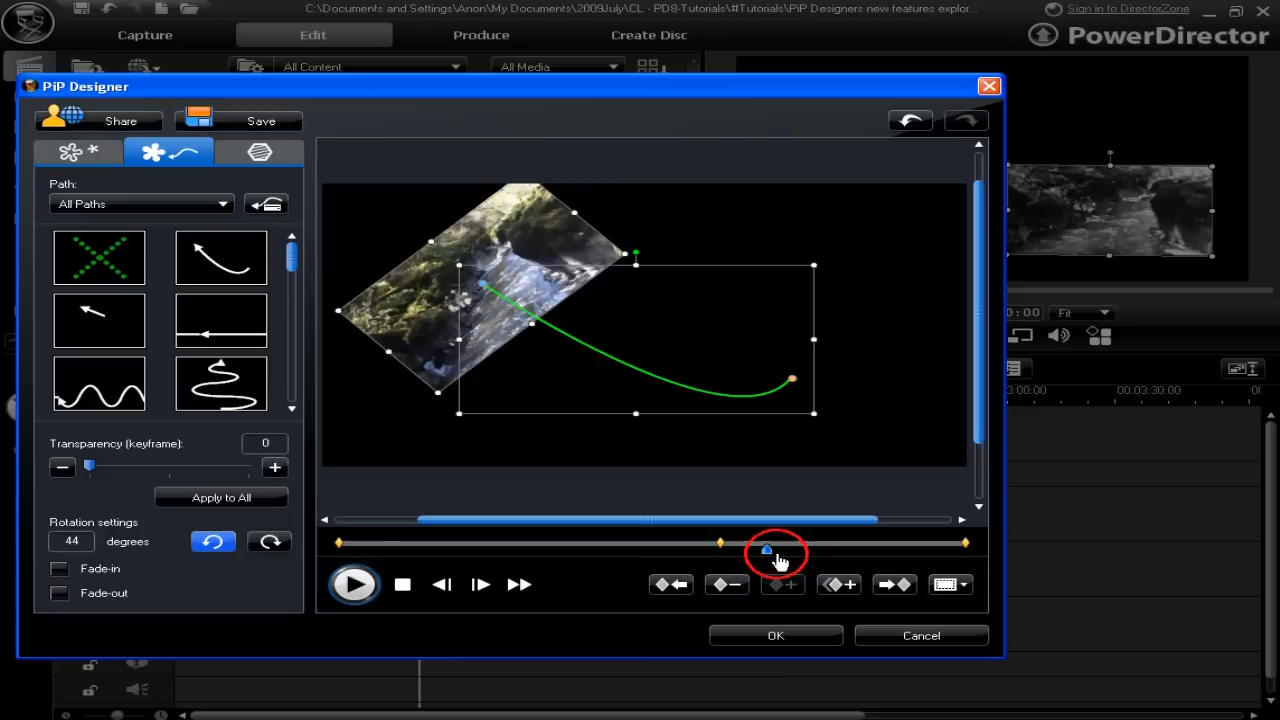 C:\Documents and Settings\Anon\My Documents\2009July\CL - PD8-Tutorials\#Tutorials\PiP Designers new features explor...
Sign in to DirectorZone
Capture
Edit
Produce
Create Disc
PowerDirector
All Content
All Media
PiP Designer
Share
Save
Path:
All Paths
Transparency (keyframe):
0
Apply to All
Rotation settings
44
degrees
Fade-in
Fade-out
OK
Cancel
:00
Fit
:00:00
00:03:30:00